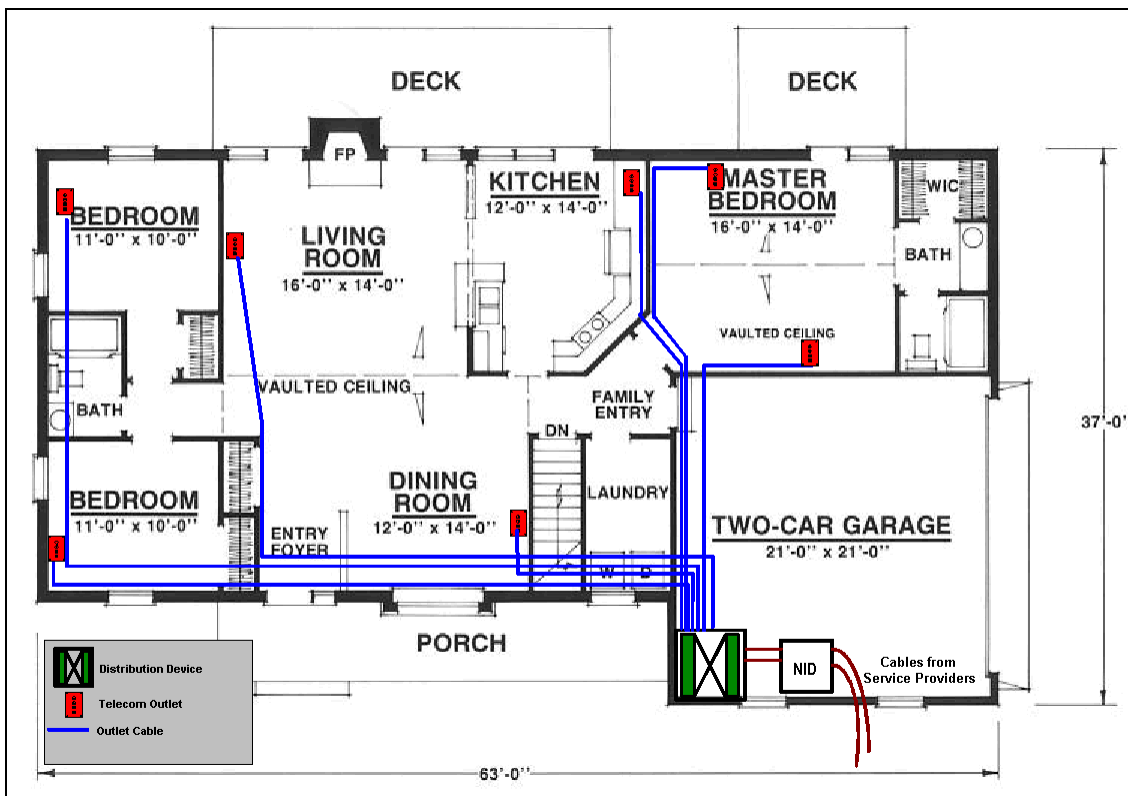 DECK
DECK
FP
KITCHEN
12'-0" x 14'-0"
MASTER
BEDROOM
16'-0" x 14'-0"
WIC
BEDROOM
11'-0" x 10'-0"
LIVING
ROOM
16'-0" x 14'-0"
BATH
VAULTED CEILING
VAULTED CEILING
FAMILY
ENTRY
BATH
37'-0"
DN
BEDROOM
11'-0" x 10'-0"
DINING
ROOM
12'-0" x 14'-0"
LAUNDRY
TWO-CAR GARAGE
21'-0" x 21'-0"
ENTRY
FOYER
W
D
PORCH
NID
Cables from
Service Providers
Distribution Device
Telecom Outlet
Outlet Cable
63'-0"